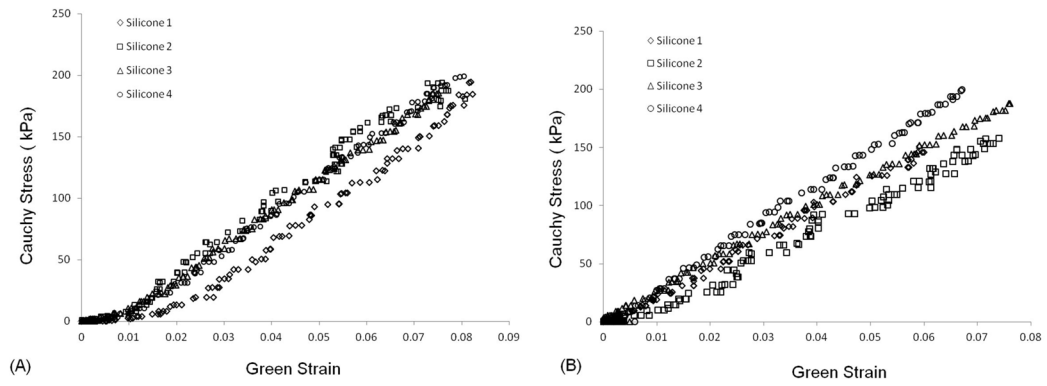 250
200
150
100
50
0
Cauchy Stress ( kPa)
Silicone 1
Silicone 2
Silicone 3
Silicone 4
0 0.01 0.02 0.03 0.04 0.05 0.06 0.07 0.08 0.09
(A) Green Strain
250
200
150
100
50
0
Cauchy Stress ( kPa)
Silicone 1
Silicone 2
Silicone 3
Silicone 4
0 0.01 0.02 0.03 0.04 0.05 0.06 0.07 0.08
(B) Green Strain